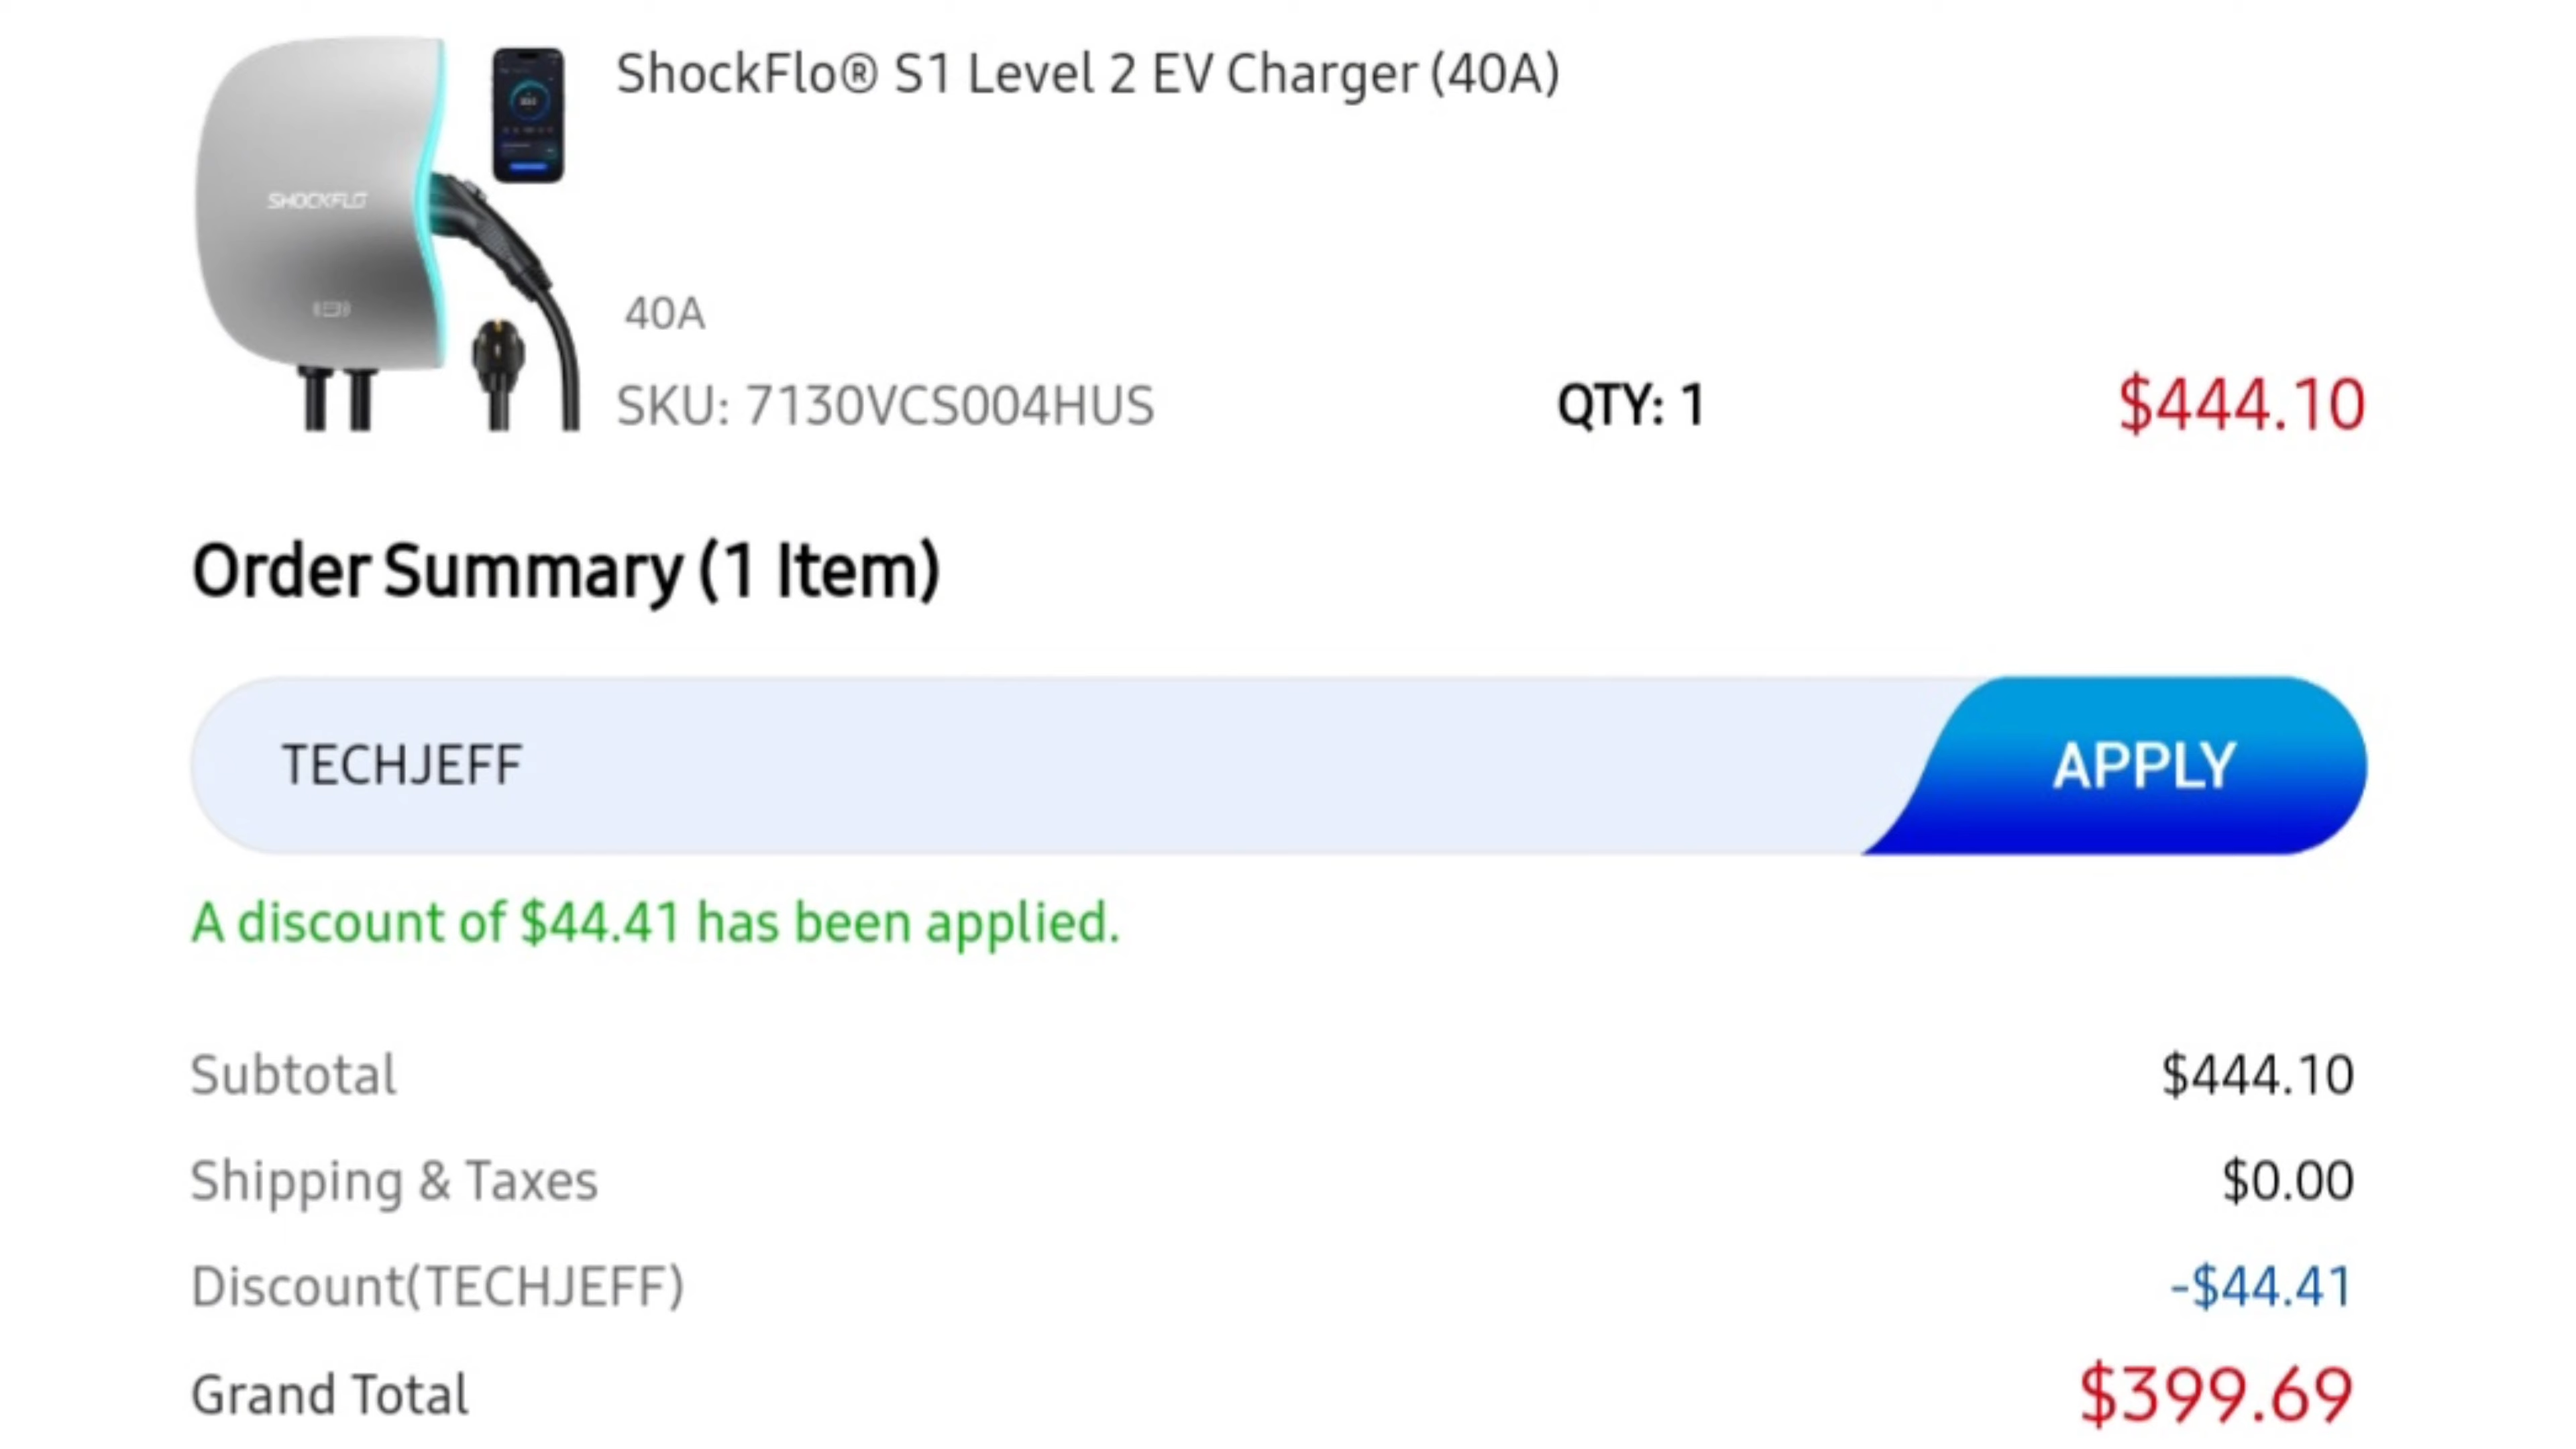 ShockFlo® S1 Level 2 EV Charger (40A)
SHOCKFLO
40A
SKU: 7130VCS004HUS QTY: 1 $444.10
Order Summary (1 Item)
TECHJEFF APPLY
A discount of $44.41 has been applied.
Subtotal $444.10
Shipping & Taxes $0.00
Discount(TECHJEFF) -$44.41
Grand Total $399.69